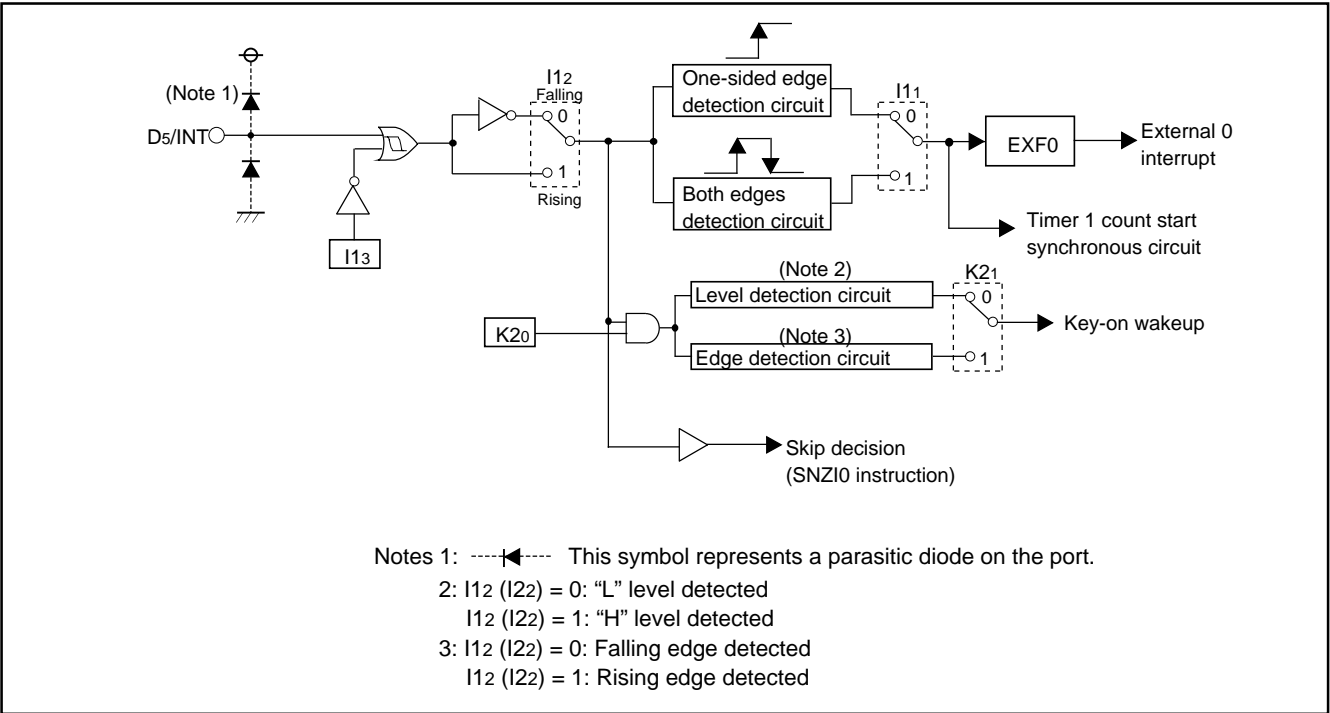 (Note 1)
D5/INT
I13
I12
Falling
0
1
Rising
One-sided edge
detection circuit
Both edges
detection circuit
I11
0
1
EXF0
External 0
interrupt
Timer 1 count start
synchronous circuit
K20
(Note 2)
Level detection circuit
(Note 3)
Edge detection circuit
K21
0
1
Key-on wakeup
Skip decision
(SNZI0 instruction)
Notes 1: This symbol represents a parasitic diode on the port.
2: I12 (I22) = 0: “L” level detected
I12 (I22) = 1: “H” level detected
3: I12 (I22) = 0: Falling edge detected
I12 (I22) = 1: Rising edge detected